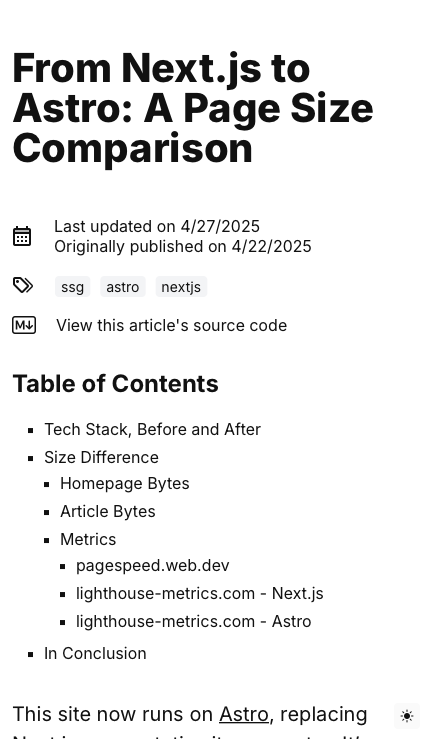 From Next.js to
Astro: A Page Size
Comparison
Last updated on 4/27/2025
Originally published on 4/22/2025
ssg astro nextjs
View this article's source code
Table of Contents
Tech Stack, Before and After
Size Difference
Homepage Bytes
Article Bytes
Metrics
pagespeed.web.dev
lighthouse-metrics.com - Next.js
lighthouse-metrics.com - Astro
In Conclusion
This site now runs on Astro, replacing